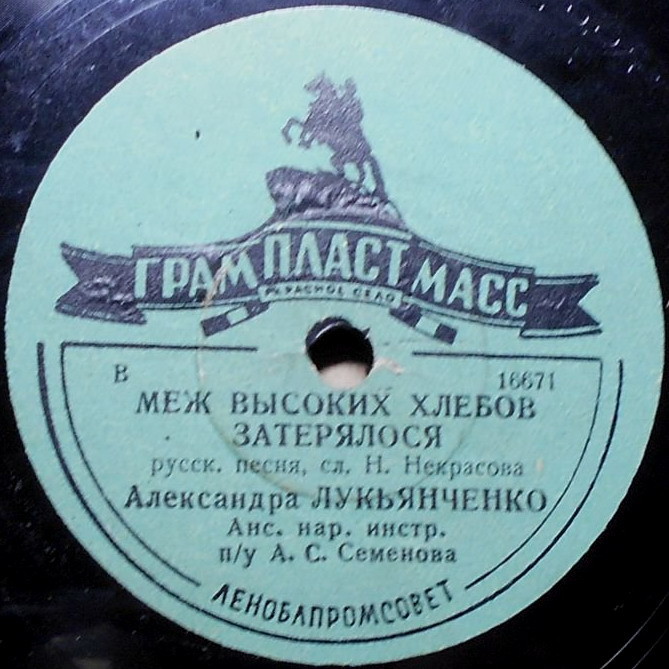 ГРАМПЛАСТМАСС
КРАСНОЕ СЕЛО
В 16671
МЕЖ ВЫСОКИХ ХЛЕБОВ
ЗАТЕРЯЛОСЯ
русск. песня, сл. Н. Некрасова
Александра ЛУКЬЯНЧЕНКО
Анс. нар. инстр.
п/у А. С. Семенова
ЛЕНОБЛПРОМСОВЕТ